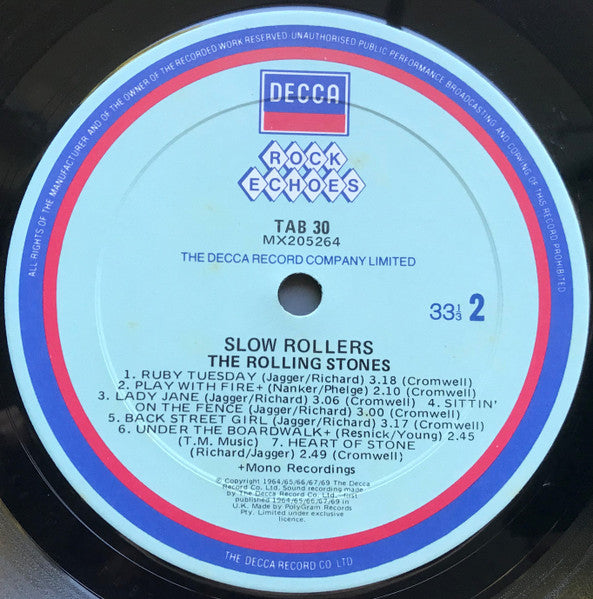 ALL RIGHTS OF THE MANUFACTURER AND OF THE OWNER OF THE RECORDED WORK RESERVED·UNAUTHORISED PUBLIC PERFORMANCE BROADCASTING AND COPYING OF THIS RECORD PROHIBITED
DECCA
ROCK
ECHOES
TAB 30
MX205264
THE DECCA RECORD COMPANY LIMITED
33⅓ 2
SLOW ROLLERS
THE ROLLING STONES
1. RUBY TUESDAY (Jagger/Richard) 3.18 (Cromwell)
2. PLAY WITH FIRE+ (Nanker/Phelge) 2.10 (Cromwell)
3. LADY JANE (Jagger/Richard) 3.06 (Cromwell) 4. SITTIN'
ON THE FENCE (Jagger/Richard) 3.00 (Cromwell)
5. BACK STREET GIRL (Jagger/Richard) 3.17 (Cromwell)
6. UNDER THE BOARDWALK+ (Resnick/Young) 2.45
(T.M. Music) 7. HEART OF STONE
(Richard/Jagger) 2.49 (Cromwell)
+Mono Recordings
© Copyright 1964/65/66/67/69 The Decca
Record Co. Ltd. Sound recording made
by The Decca Record Co. Ltd. first
published 1964/65/66/67/69 in
U.K. Made by PolyGram Records
Pty. Limited under exclusive
licence.
THE DECCA RECORD CO LTD